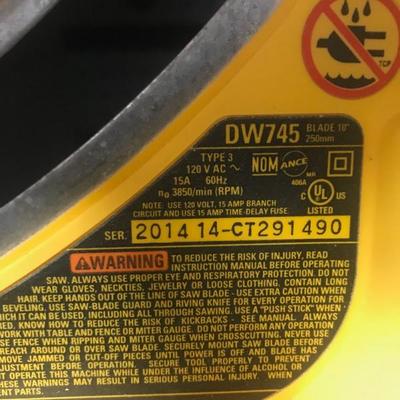 TCP
DW745 BLADE 10"
250mm
TYPE 3
120 V AC ~
15A 60Hz
n₀ 3850/min (RPM)
NOM ANCE MR
406A
C UL US
LISTED
NOTE: USE 120 VOLT, 15 AMP BRANCH
CIRCUIT AND USE 15 AMP TIME-DELAY FUSE.
SER. 2014 14-CT291490
WARNING TO REDUCE THE RISK OF INJURY, READ
INSTRUCTION MANUAL BEFORE OPERATING
SAW. ALWAYS USE PROPER EYE AND RESPIRATORY PROTECTION. DO NOT
WEAR GLOVES, NECKTIES, JEWELRY OR LOOSE CLOTHING. CONTAIN LONG
HAIR. KEEP HANDS OUT OF THE LINE OF SAW BLADE - USE EXTRA CAUTION WHEN
BEVELING. USE SAW-BLADE GUARD AND RIVING KNIFE FOR EVERY OPERATION FOR
WHICH IT CAN BE USED, INCLUDING ALL THROUGH SAWING. USE A "PUSH STICK" WHEN
REQUIRED. KNOW HOW TO REDUCE THE RISK OF KICKBACKS - SEE MANUAL. ALWAYS
WORK WITH TABLE AND FENCE OR MITER GAGE. DO NOT PERFORM ANY OPERATION
FREEHAND. USE FENCE WHEN RIPPING AND MITER GAGE WHEN CROSSCUTTING. NEVER USE
REACH AROUND OR OVER SAW BLADE. TURN OFF SAW BEFORE
REMOVE JAMMED OR CUT-OFF PIECES UNTIL POWER IS OFF AND BLADE HAS
ADJUSTMENT BEFORE OPERATION. SECURE TOOL PROPERLY TO PREVENT
OPERATE THIS MACHINE WHILE UNDER THE INFLUENCE OF ALCOHOL OR
THESE WARNINGS MAY RESULT IN SERIOUS PERSONAL INJURY. WHEN